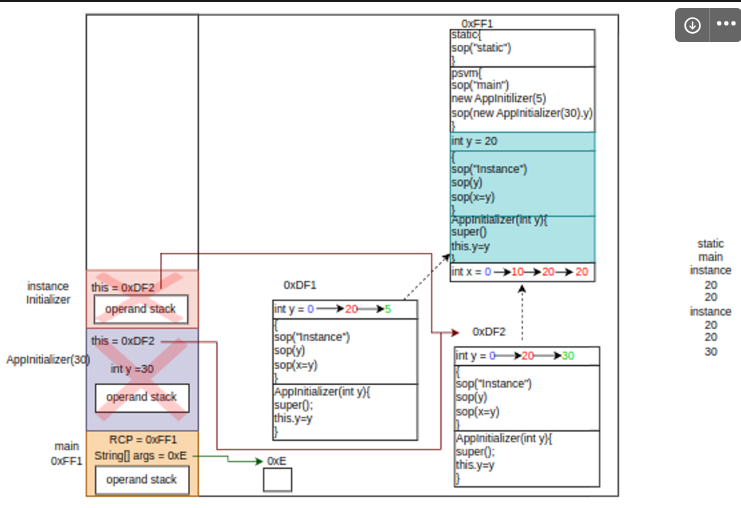 0xFF1
static{
sop("static")
}
psvm{
sop("main")
new AppInitilizer(5)
sop(new AppInitializer(30).y)
}
int y = 20
{
sop("Instance")
sop(y)
sop(x=y)
}
AppInitializer(int y){
super()
this.y=y
}
int x = 0 10 20 20
instance
Initializer
this = 0xDF2
operand stack
AppInitializer(30)
this = 0xDF2
int y =30
operand stack
main
0xFF1
RCP = 0xFF1
String[] args = 0xE
operand stack
0xE
0xDF1
int y = 0 20 5
{
sop("Instance")
sop(y)
sop(x=y)
}
AppInitializer(int y){
super();
this.y=y
}
0xDF2
int y = 0 20 30
{
sop("Instance")
sop(y)
sop(x=y)
}
AppInitializer(int y){
super();
this.y=y
}
static
main
instance
20
20
instance
20
20
30